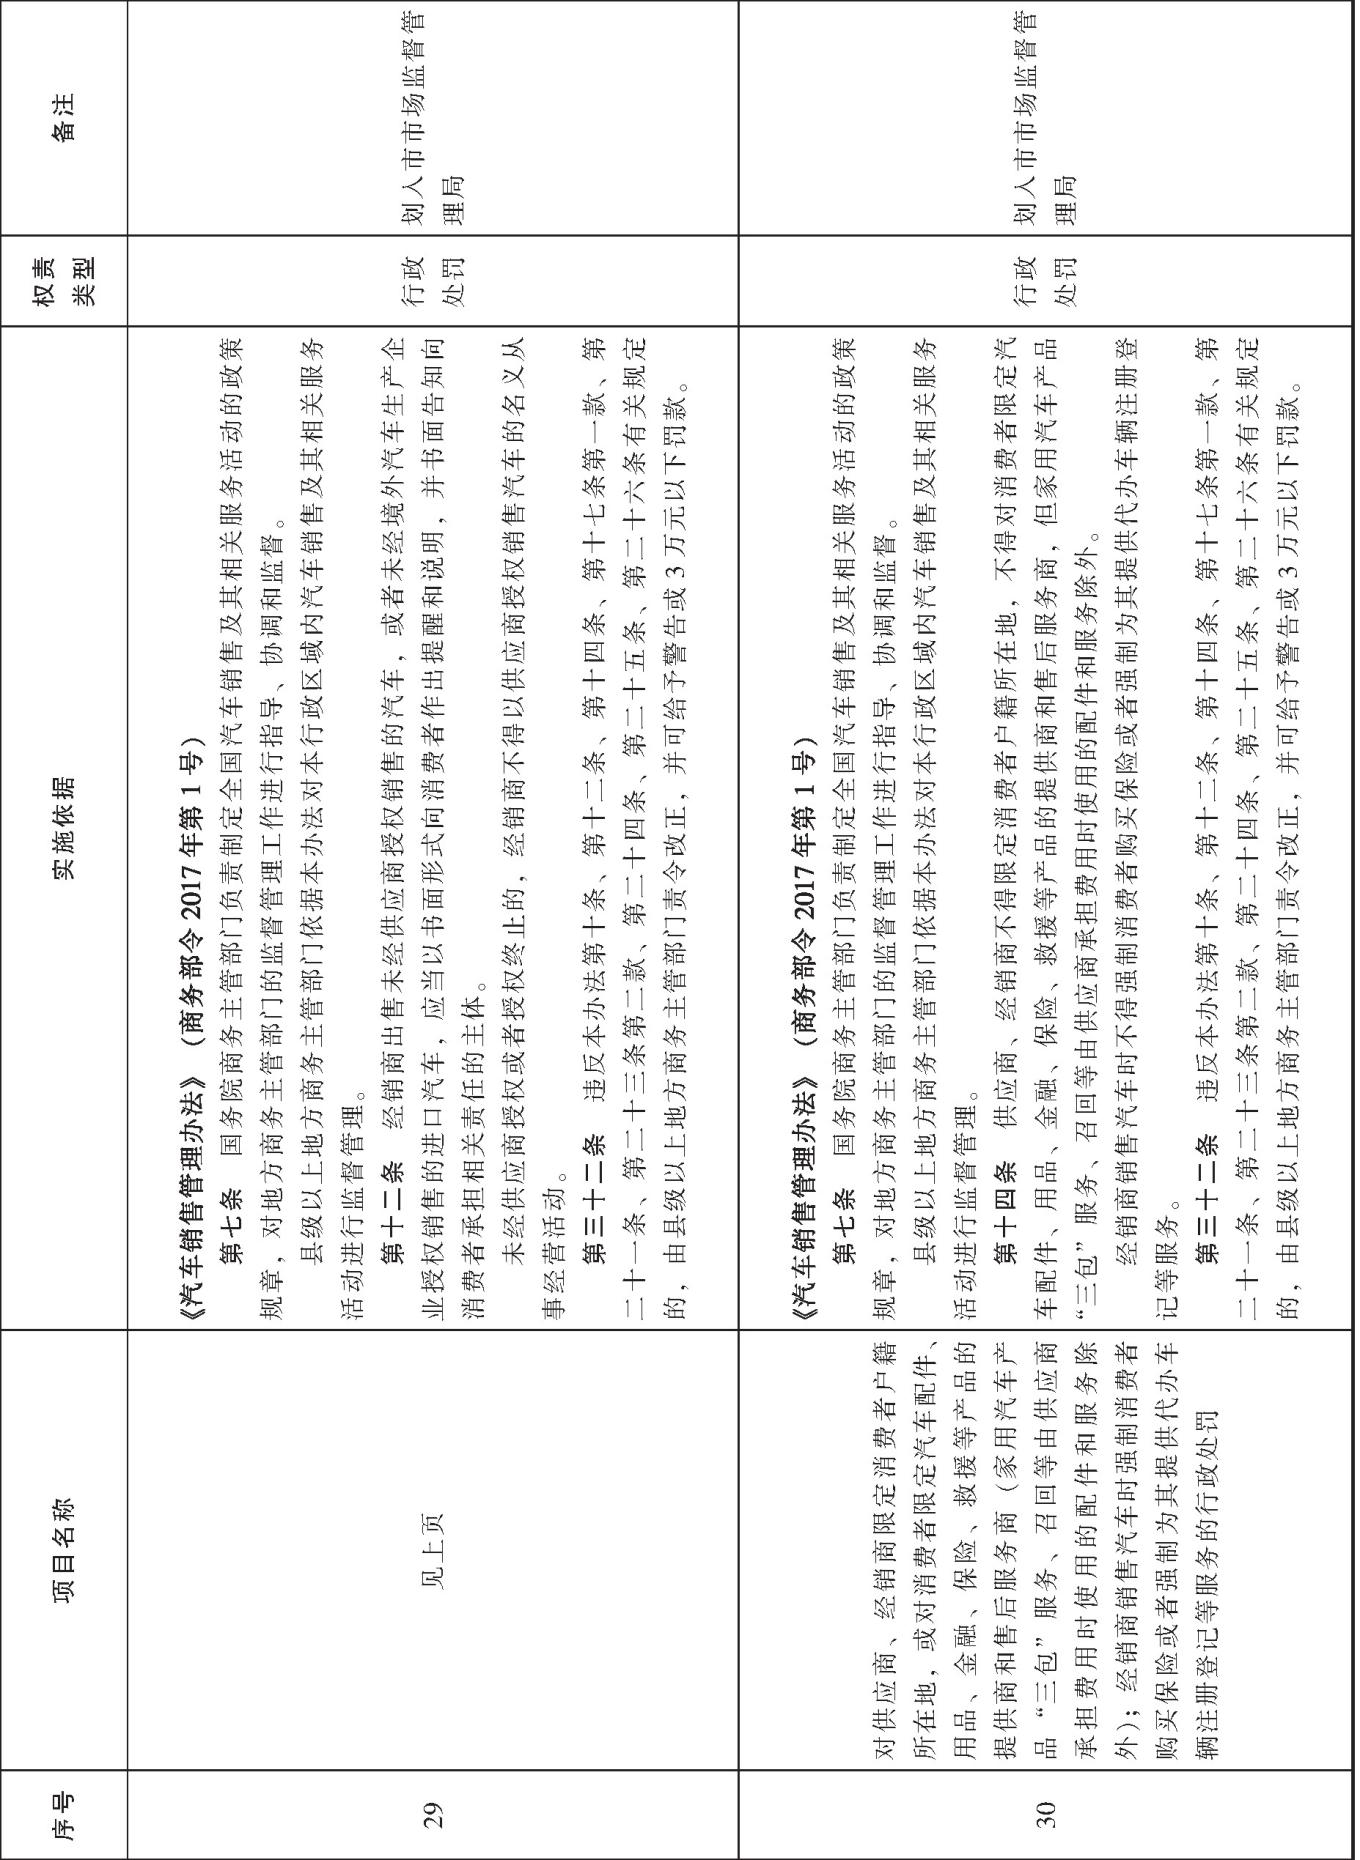 序号
项目名称
实施依据
权责
类型
备注
29
见上页
《汽车销售管理办法》（商务部令 2017 年第 1 号）
第七条　国务院商务主管部门负责制定全国汽车销售及其相关服务活动的政策
规章，对地方商务主管部门的监督管理工作进行指导、协调和监督。
县级以上地方商务主管部门依据本办法对本行政区域内汽车销售及其相关服务
活动进行监督管理。
第十二条　经销商出售未经供应商授权销售的汽车，或者未经境外汽车生产企
业授权销售的进口汽车，应当以书面形式向消费者作出提醒和说明，并书面告知向
消费者承担相关责任的主体。
未经供应商授权或者授权终止的，经销商不得以供应商授权销售汽车的名义从
事经营活动。
第三十二条　违反本办法第十条、第十二条、第十四条、第十七条第一款、第
二十一条、第二十三条第二款、第二十四条、第二十五条、第二十六条有关规定
的，由县级以上地方商务主管部门责令改正，并可给予警告或 3 万元以下罚款。
行政
处罚
划入市市场监督管
理局
30
对供应商、经销商限定消费者户籍
所在地，或对消费者限定汽车配件、
用品、金融、保险、救援等产品的
提供商和售后服务商（家用汽车产
品“三包”服务、召回等由供应商
承担费用时使用的配件和服务除
外）；经销商销售汽车时强制消费者
购买保险或者强制为其提供代办车
辆注册登记等服务的行政处罚
《汽车销售管理办法》（商务部令 2017 年第 1 号）
第七条　国务院商务主管部门负责制定全国汽车销售及其相关服务活动的政策
规章，对地方商务主管部门的监督管理工作进行指导、协调和监督。
县级以上地方商务主管部门依据本办法对本行政区域内汽车销售及其相关服务
活动进行监督管理。
第十四条　供应商、经销商不得限定消费者户籍所在地，不得对消费者限定汽
车配件、用品、金融、保险、救援等产品的提供商和售后服务商，但家用汽车产品
“三包”服务、召回等由供应商承担费用时使用的配件和服务除外。
经销商销售汽车时不得强制消费者购买保险或者强制为其提供代办车辆注册登
记等服务。
第三十二条　违反本办法第十条、第十二条、第十四条、第十七条第一款、第
二十一条、第二十三条第二款、第二十四条、第二十五条、第二十六条有关规定
的，由县级以上地方商务主管部门责令改正，并可给予警告或 3 万元以下罚款。
行政
处罚
划入市市场监督管
理局